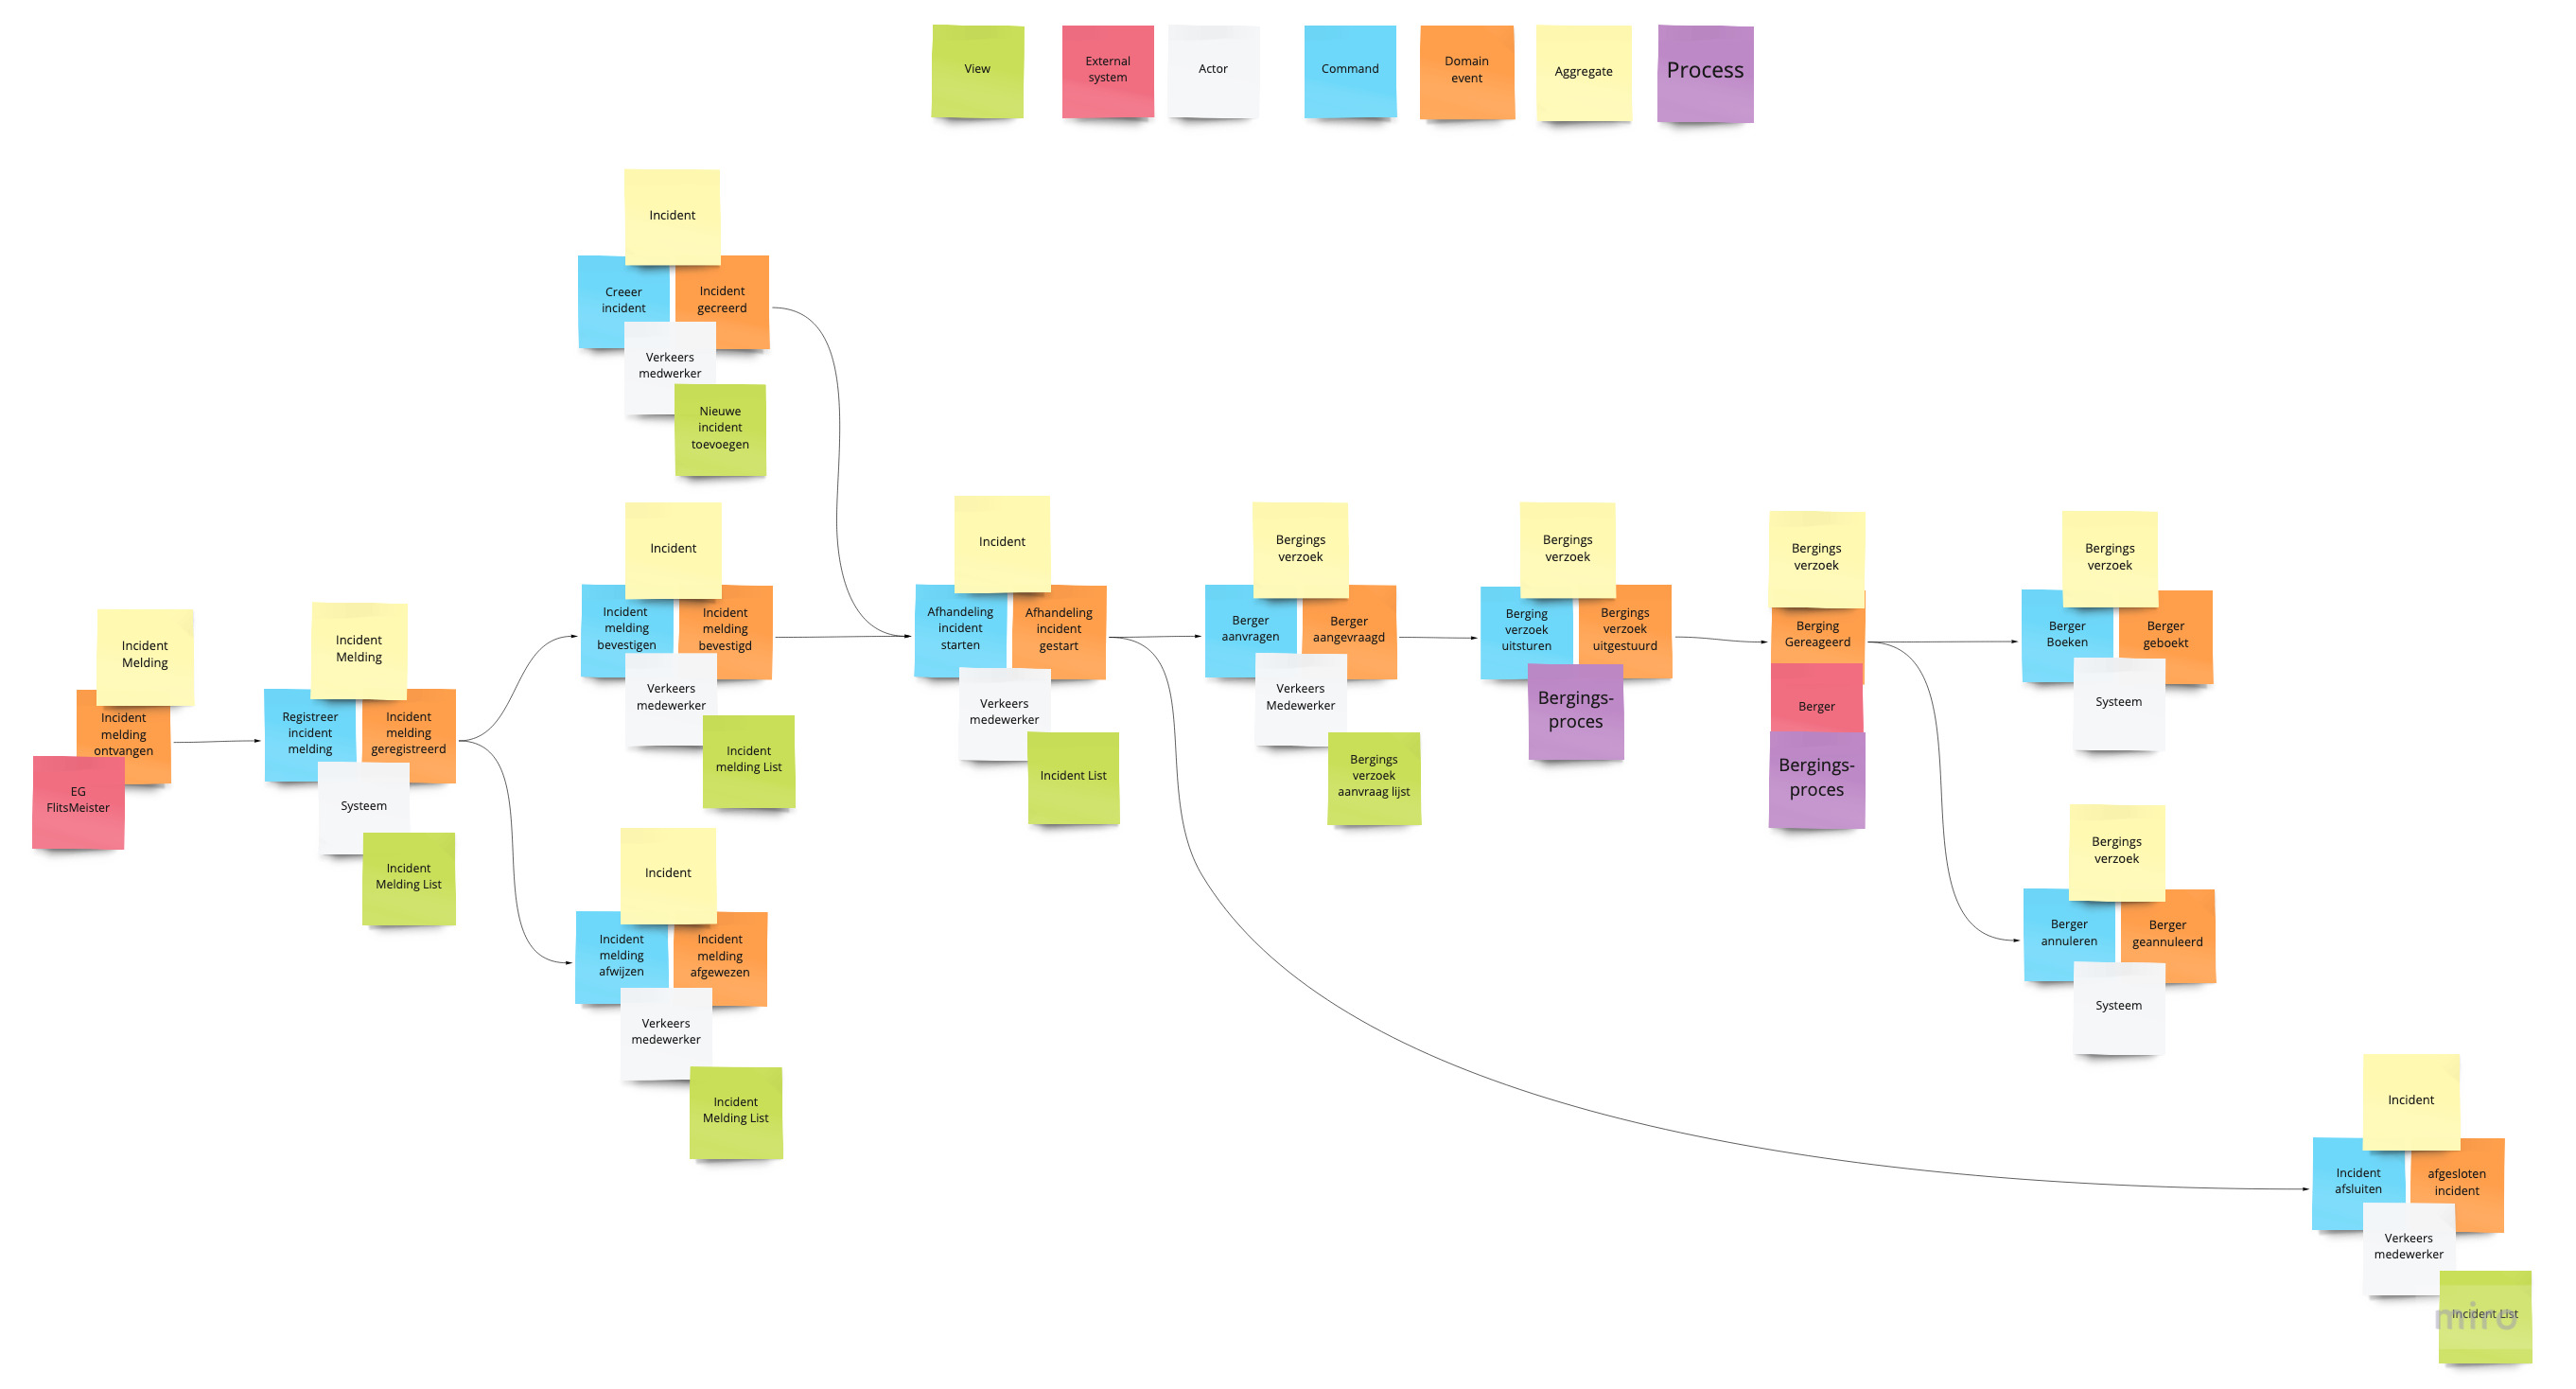 View
External
system
Actor
Command
Domain
event
Aggregate
Process
Incident
Creeer
incident
Incident
gecreerd
Verkeers
medwerker
Nieuwe
incident
toevoegen
Incident
Melding
Incident
melding
ontvangen
EG
FlitsMeister
Incident
Melding
Registreer
incident
melding
Incident
melding
geregistreerd
Systeem
Incident
Melding List
Incident
Incident
melding
bevestigen
Incident
melding
bevestigd
Verkeers
medewerker
Incident
melding List
Incident
Incident
melding
afwijzen
Incident
melding
afgewezen
Verkeers
medewerker
Incident
Melding List
Incident
Afhandeling
incident
starten
Afhandeling
incident
gestart
Verkeers
medewerker
Incident List
Bergings
verzoek
Berger
aanvragen
Berger
aangevraagd
Verkeers
Medewerker
Bergings
verzoek
aanvraag lijst
Bergings
verzoek
Berging
verzoek
uitsturen
Bergings
verzoek
uitgestuurd
Bergings-
proces
Bergings
verzoek
Berging
Gereageerd
Berger
Bergings-
proces
Bergings
verzoek
Berger
Boeken
Berger
geboekt
Systeem
Bergings
verzoek
Berger
annuleren
Berger
geannuleerd
Systeem
Incident
Incident
afsluiten
afgesloten
incident
Verkeers
medewerker
Incident List
miro